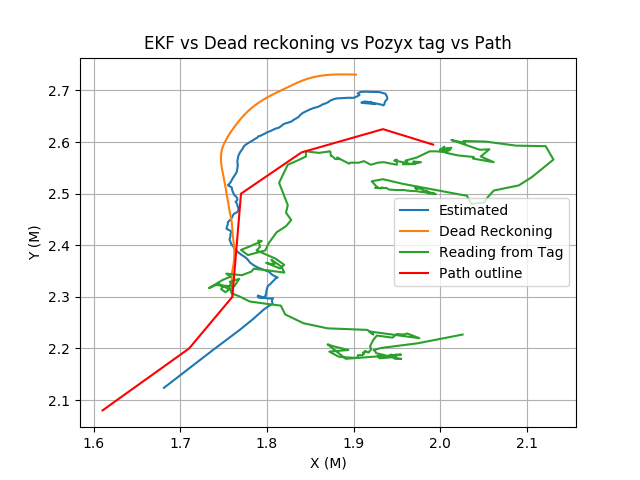 EKF vs Dead reckoning vs Pozyx tag vs Path
2.7
2.6
2.5
2.4
2.3
2.2
2.1
Y (M)
Estimated
Dead Reckoning
Reading from Tag
Path outline
1.6 1.7 1.8 1.9 2.0 2.1
X (M)